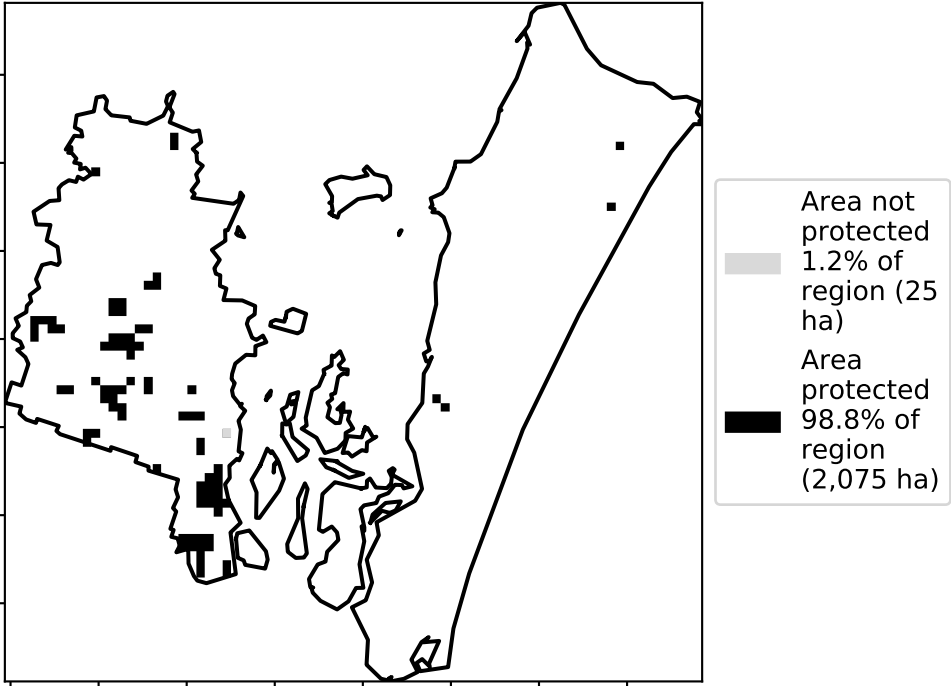 Area not
protected
1.2% of
region (25
ha)
Area
protected
98.8% of
region
(2,075 ha)